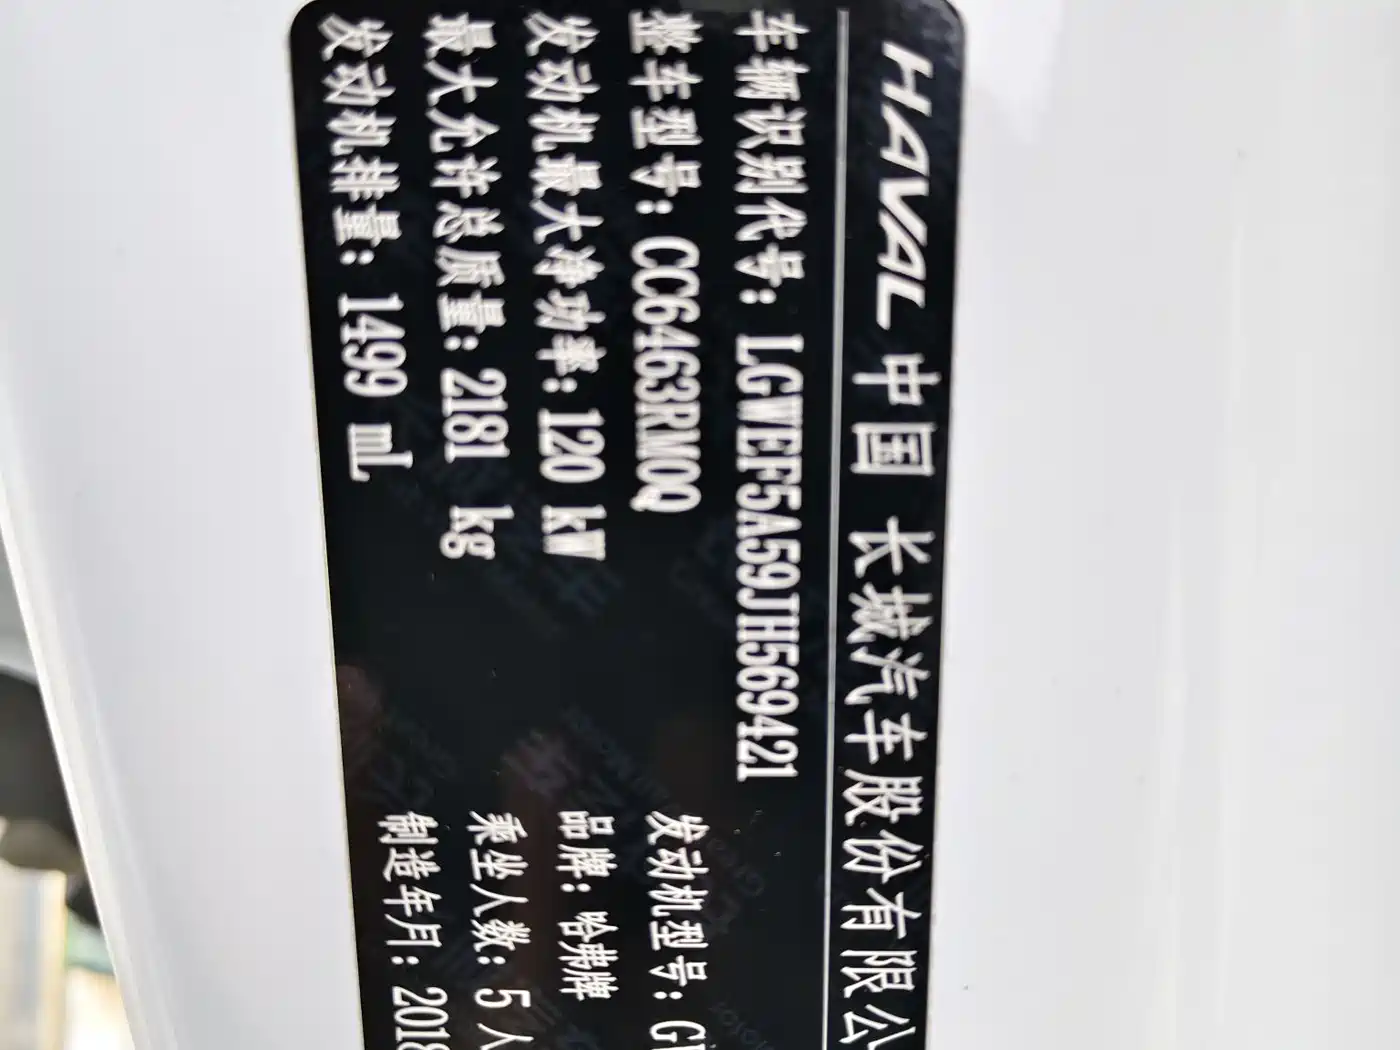 HAVAL 中国 长城汽车股份有限公
车辆识别代号：LGWEF5A59JH569421
整车型号：CC6463RM0Q
发动机型号：G
发动机最大净功率：120 kW
品牌：哈弗牌
最大允许总质量：2181 kg
乘坐人数：5 人
发动机排量：1499 mL
制造年月：2018